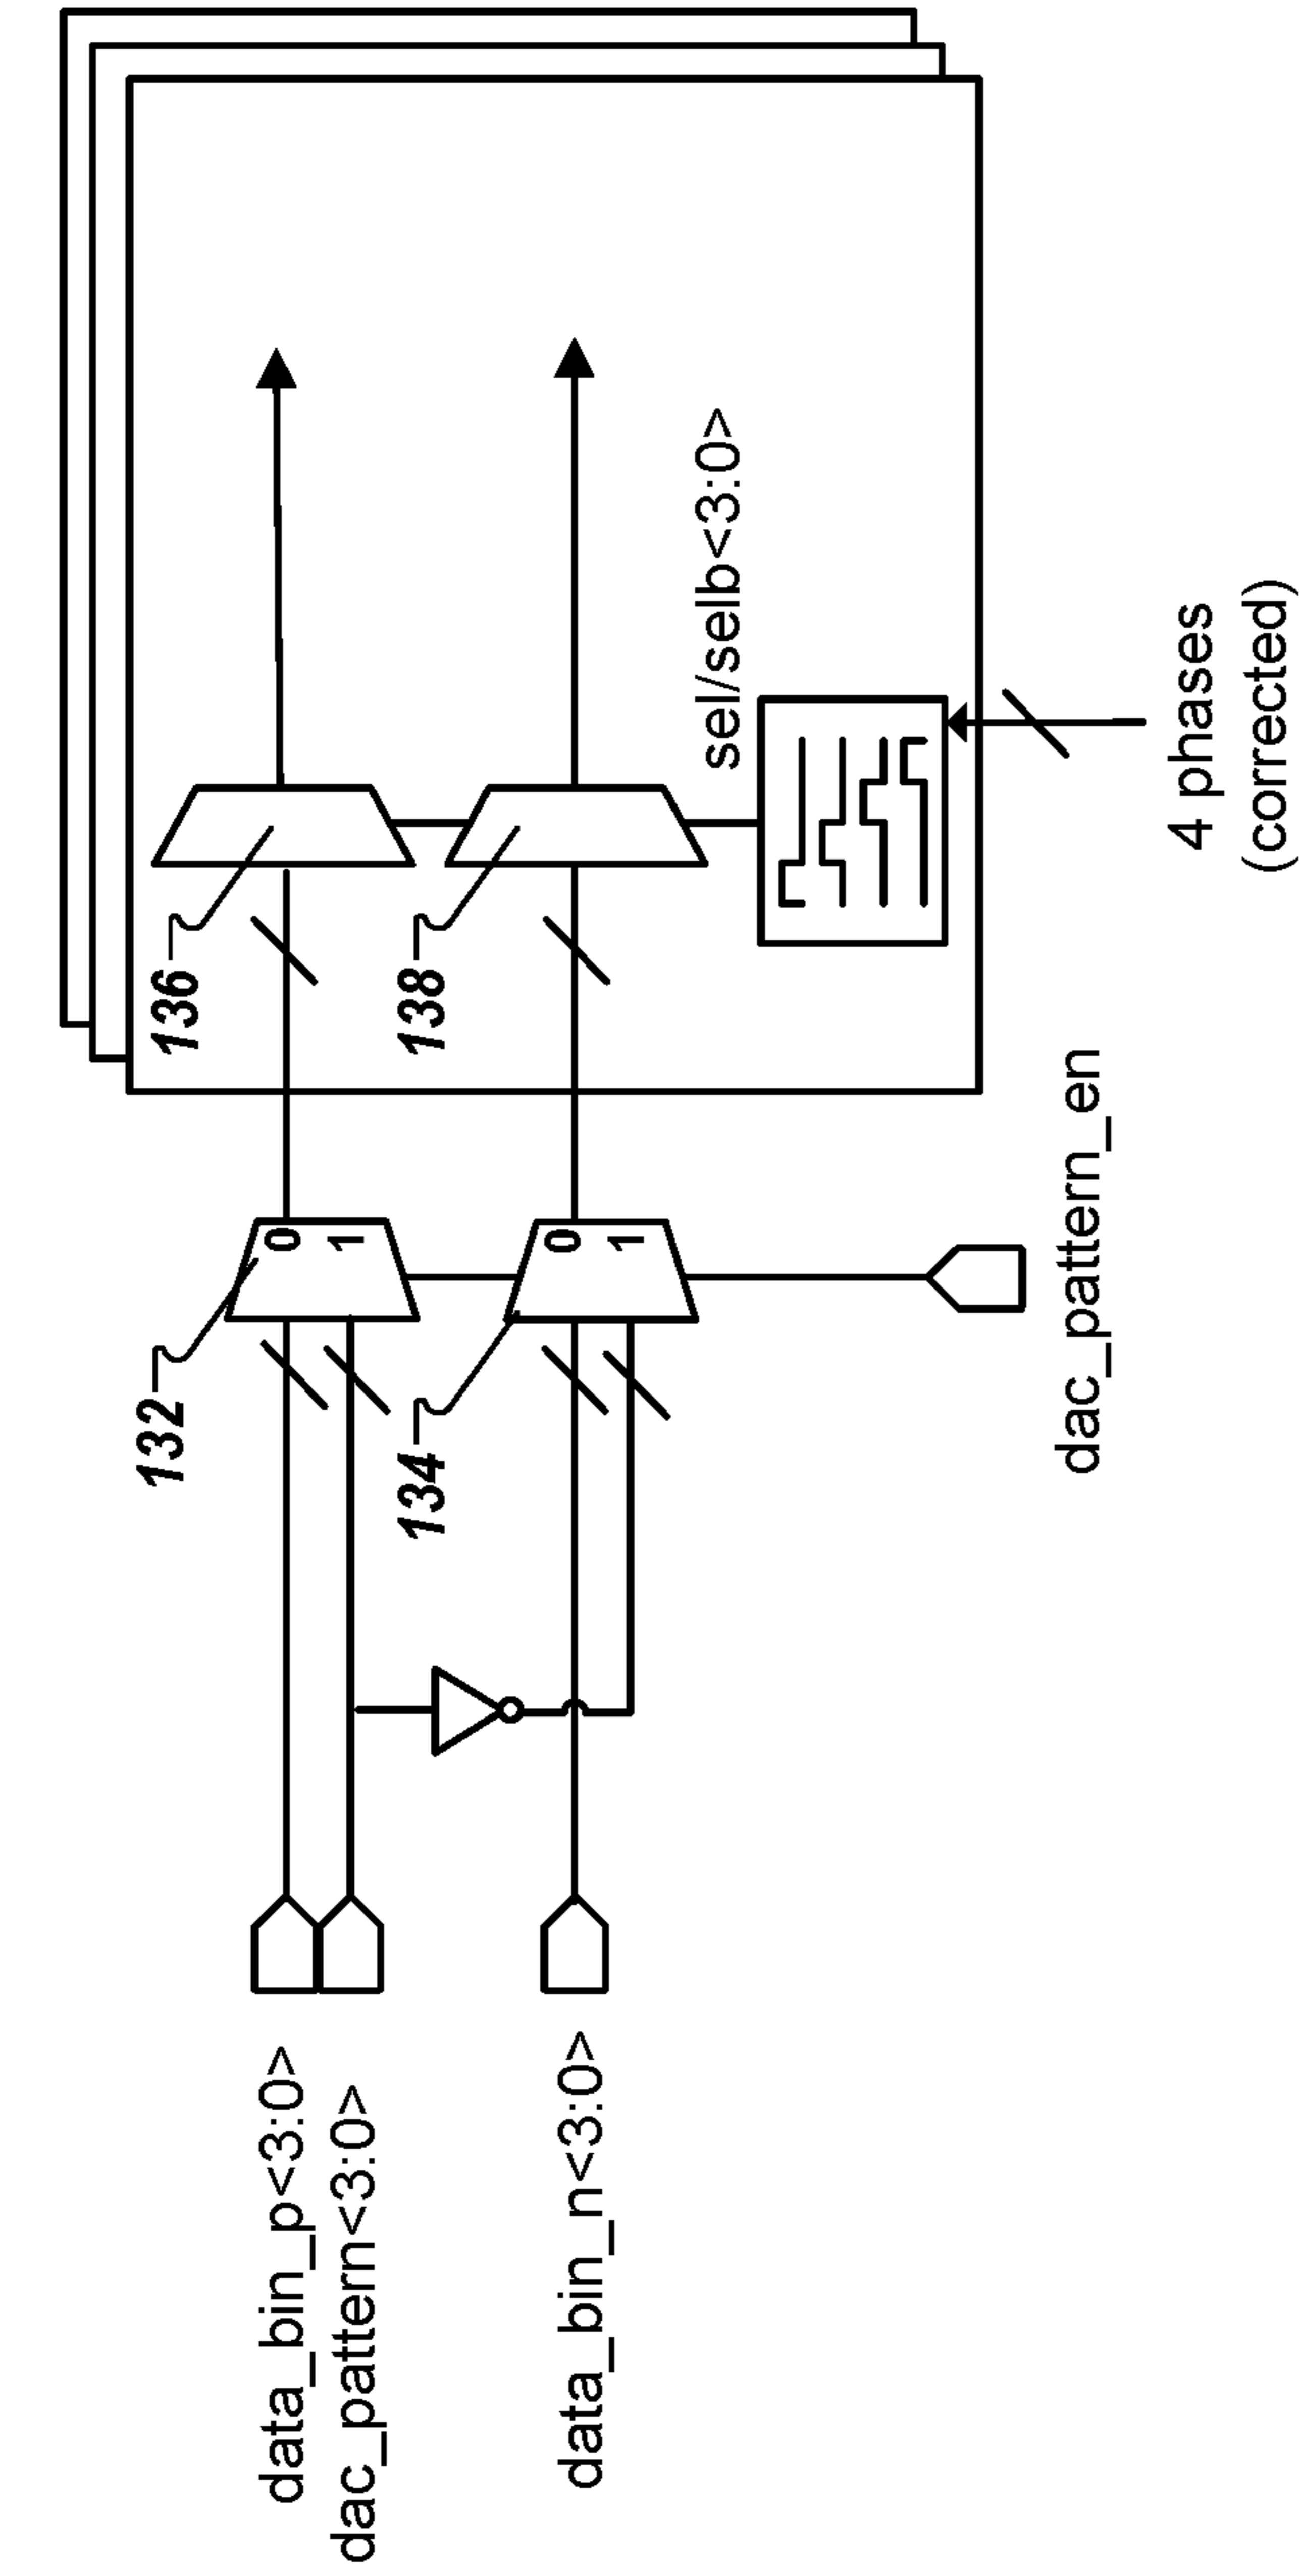 data_bin_p<3:0>
dac_pattern<3:0>
data_bin_n<3:0>
132
0
1
134
0
1
dac_pattern_en
136
138
sel/selb<3:0>
4 phases
(corrected)